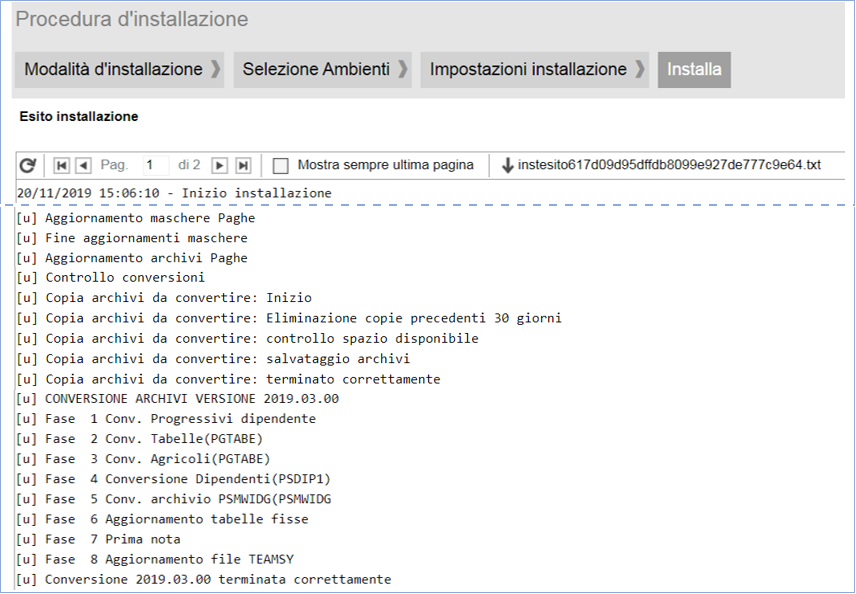 Procedura d'installazione
Modalità d'installazione ❯ Selezione Ambienti ❯ Impostazioni installazione ❯ Installa
Esito installazione
Pag. 1 di 2 Mostra sempre ultima pagina instesito617d09d95dffdb8099e927de777c9e64.txt
20/11/2019 15:06:10 - Inizio installazione
[u] Aggiornamento maschere Paghe
[u] Fine aggiornamenti maschere
[u] Aggiornamento archivi Paghe
[u] Controllo conversioni
[u] Copia archivi da convertire: Inizio
[u] Copia archivi da convertire: Eliminazione copie precedenti 30 giorni
[u] Copia archivi da convertire: controllo spazio disponibile
[u] Copia archivi da convertire: salvataggio archivi
[u] Copia archivi da convertire: terminato correttamente
[u] CONVERSIONE ARCHIVI VERSIONE 2019.03.00
[u] Fase  1 Conv. Progressivi dipendente
[u] Fase  2 Conv. Tabelle(PGTABE)
[u] Fase  3 Conv. Agricoli(PGTABE)
[u] Fase  4 Conversione Dipendenti(PSDIP1)
[u] Fase  5 Conv. archivio PSMWIDG(PSMWIDG
[u] Fase  6 Aggiornamento tabelle fisse
[u] Fase  7 Prima nota
[u] Fase  8 Aggiornamento file TEAMSY
[u] Conversione 2019.03.00 terminata correttamente